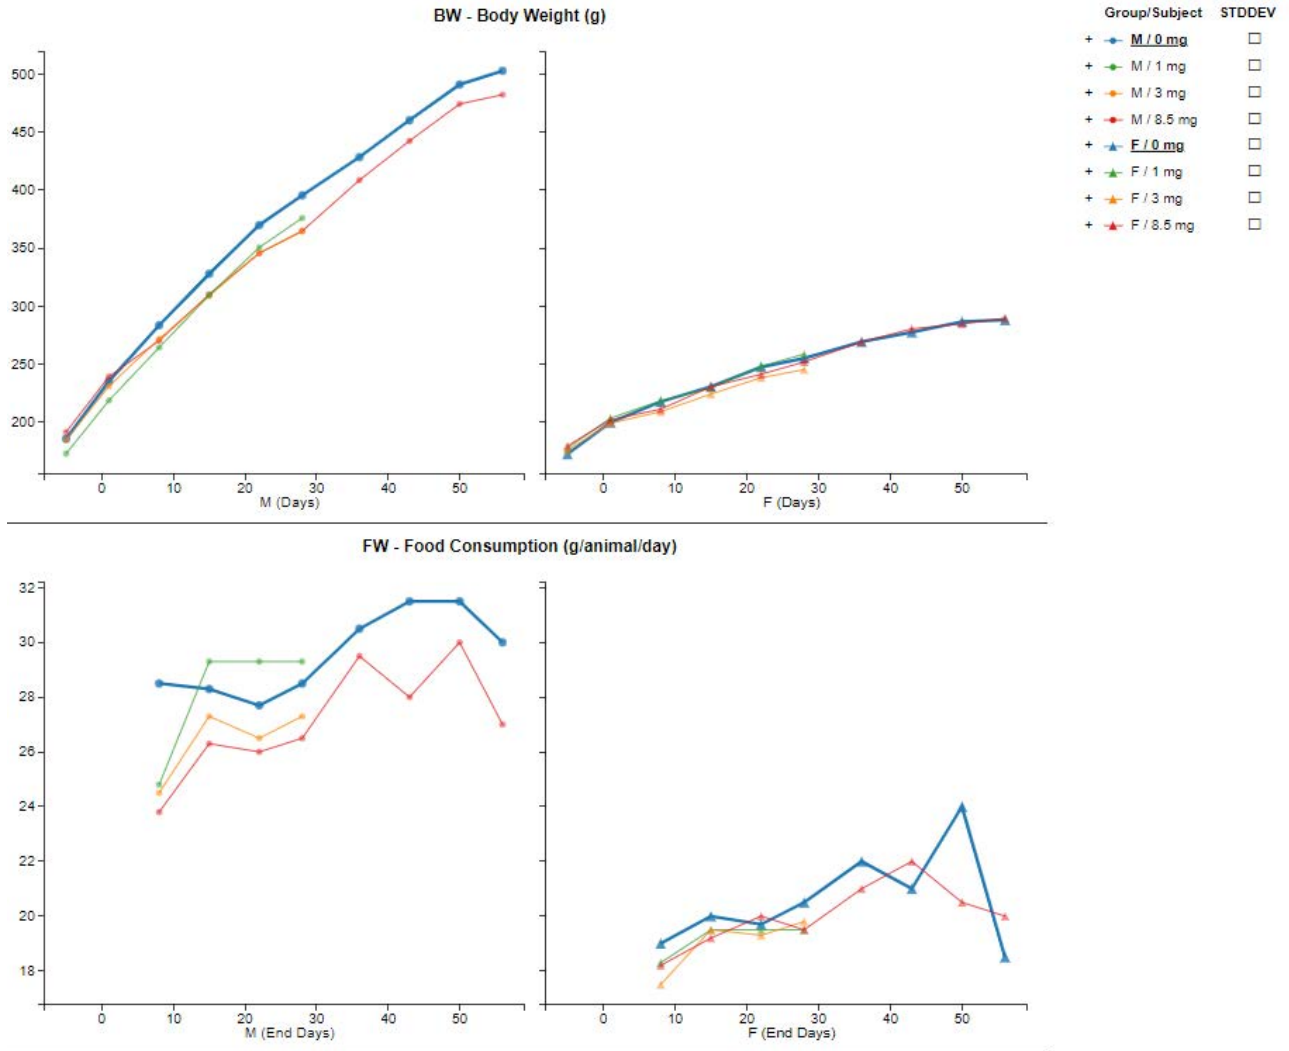 BW - Body Weight (g)
500
450
400
350
300
250
200
0 10 20 30 40 50
M (Days)
0 10 20 30 40 50
F (Days)
Group/Subject STDDEV
+ M / 0 mg
+ M / 1 mg
+ M / 3 mg
+ M / 8.5 mg
+ F / 0 mg
+ F / 1 mg
+ F / 3 mg
+ F / 8.5 mg
FW - Food Consumption (g/animal/day)
32
30
28
26
24
22
20
18
0 10 20 30 40 50
M (End Days)
0 10 20 30 40 50
F (End Days)